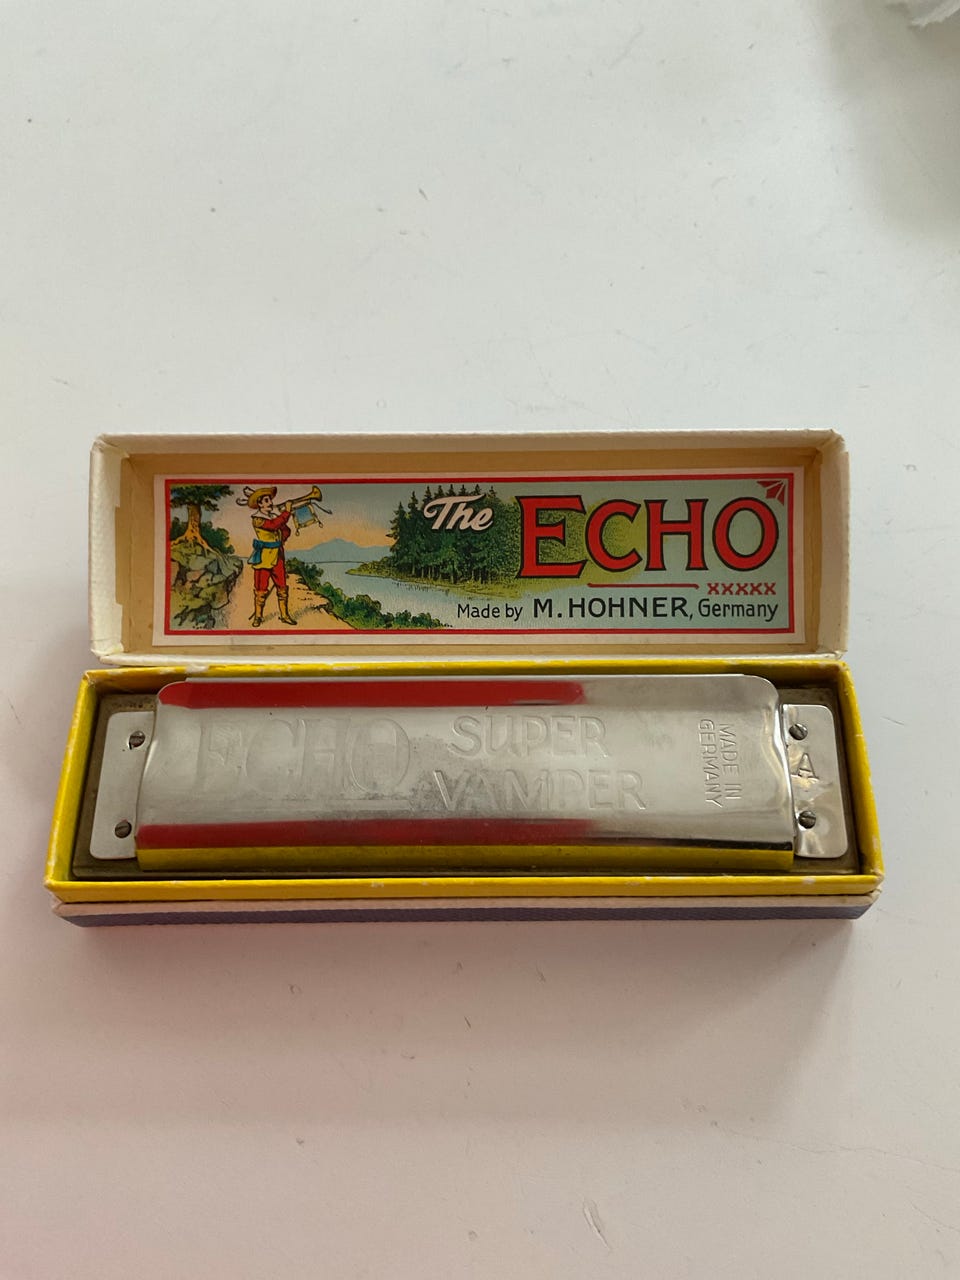 The ECHO
xxxxx
Made by M. HOHNER, Germany
ECHO SUPER
VAMPER
MADE IN
GERMANY
A